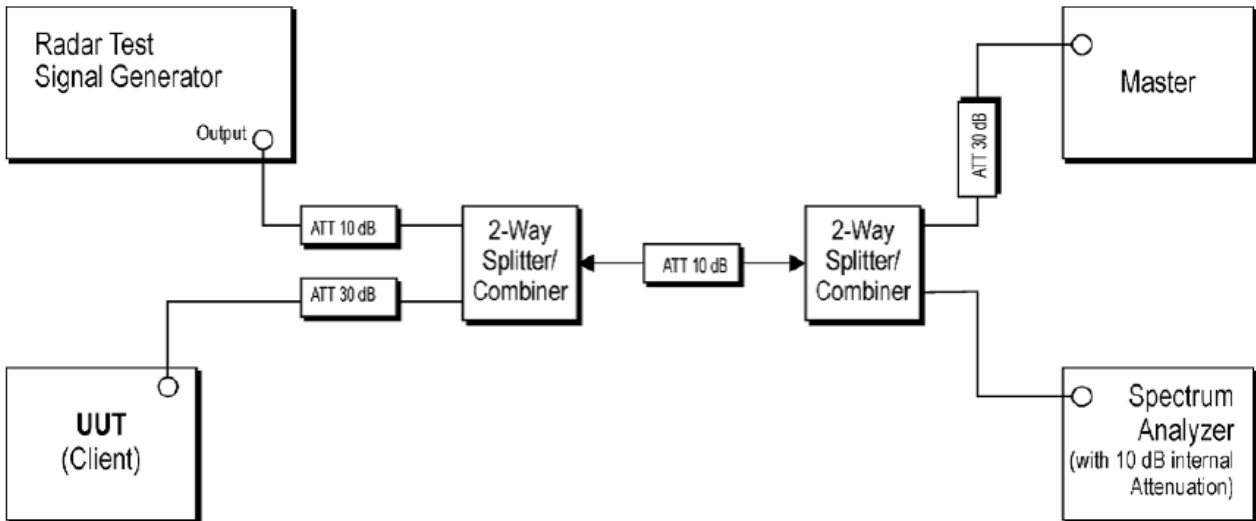 Radar Test
Signal Generator
Output
ATT 10 dB
ATT 30 dB
2-Way
Splitter/
Combiner
ATT 10 dB
2-Way
Splitter/
Combiner
ATT 30 dB
Master
UUT
(Client)
Spectrum
Analyzer
(with 10 dB internal
Attenuation)